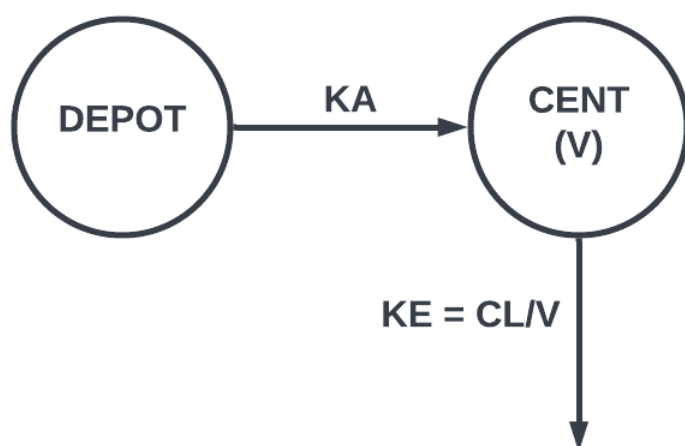 DEPOT
KA
CENT
(V)
KE = CL/V